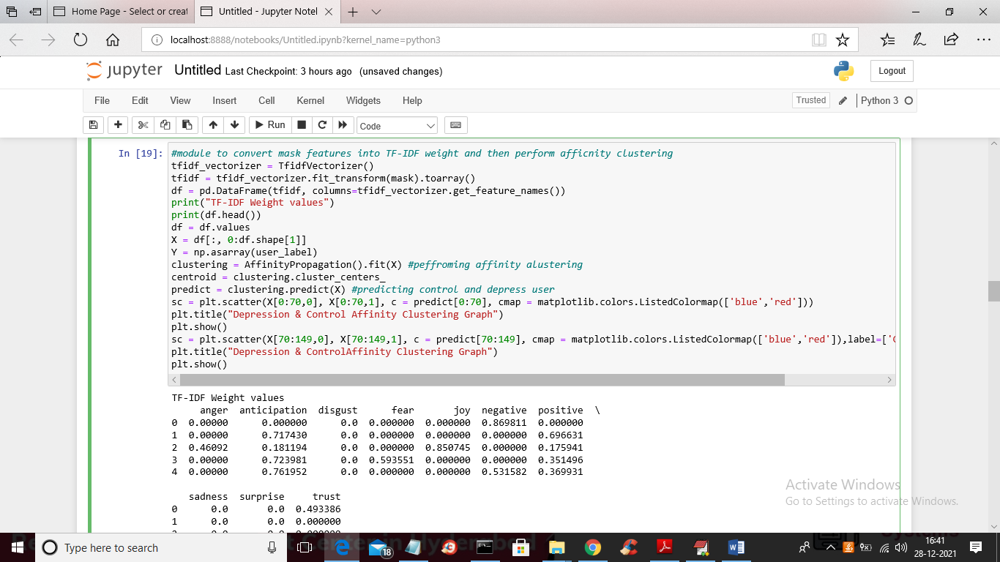 Home Page - Select or creat
Untitled - Jupyter Notel
localhost:8888/notebooks/Untitled.ipynb?kernel_name=python3
jupyter Untitled Last Checkpoint: 3 hours ago (unsaved changes)
Logout
File Edit View Insert Cell Kernel Widgets Help
Trusted
Python 3
Run
Code
In [19]:
#module to convert mask features into TF-IDF weight and then perform afficnity clustering
tfidf_vectorizer = TfidfVectorizer()
tfidf = tfidf_vectorizer.fit_transform(mask).toarray()
df = pd.DataFrame(tfidf, columns=tfidf_vectorizer.get_feature_names())
print("TF-IDF Weight values")
print(df.head())
df = df.values
X = df[:, 0:df.shape[1]]
Y = np.asarray(user_label)
clustering = AffinityPropagation().fit(X) #peffroming affinity alustering
centroid = clustering.cluster_centers_
predict = clustering.predict(X) #predicting control and depress user
sc = plt.scatter(X[0:70,0], X[0:70,1], c = predict[0:70], cmap = matplotlib.colors.ListedColormap(['blue','red']))
plt.title("Depression & Control Affinity Clustering Graph")
plt.show()
sc = plt.scatter(X[70:149,0], X[70:149,1], c = predict[70:149], cmap = matplotlib.colors.ListedColormap(['blue','red']),label=['
plt.title("Depression & ControlAffinity Clustering Graph")
plt.show()
TF-IDF Weight values
anger anticipation disgust fear joy negative positive \
0 0.00000 0.000000 0.0 0.000000 0.000000 0.869811 0.000000
1 0.00000 0.717430 0.0 0.000000 0.000000 0.000000 0.696631
2 0.46092 0.181194 0.0 0.000000 0.850745 0.000000 0.175941
3 0.00000 0.723981 0.0 0.593551 0.000000 0.000000 0.351496
4 0.00000 0.761952 0.0 0.000000 0.000000 0.531582 0.369931
sadness surprise trust
0 0.0 0.0 0.493386
1 0.0 0.0 0.000000
Activate Windows
Go to Settings to activate Windows.
Type here to search
18
16:41
28-12-2021